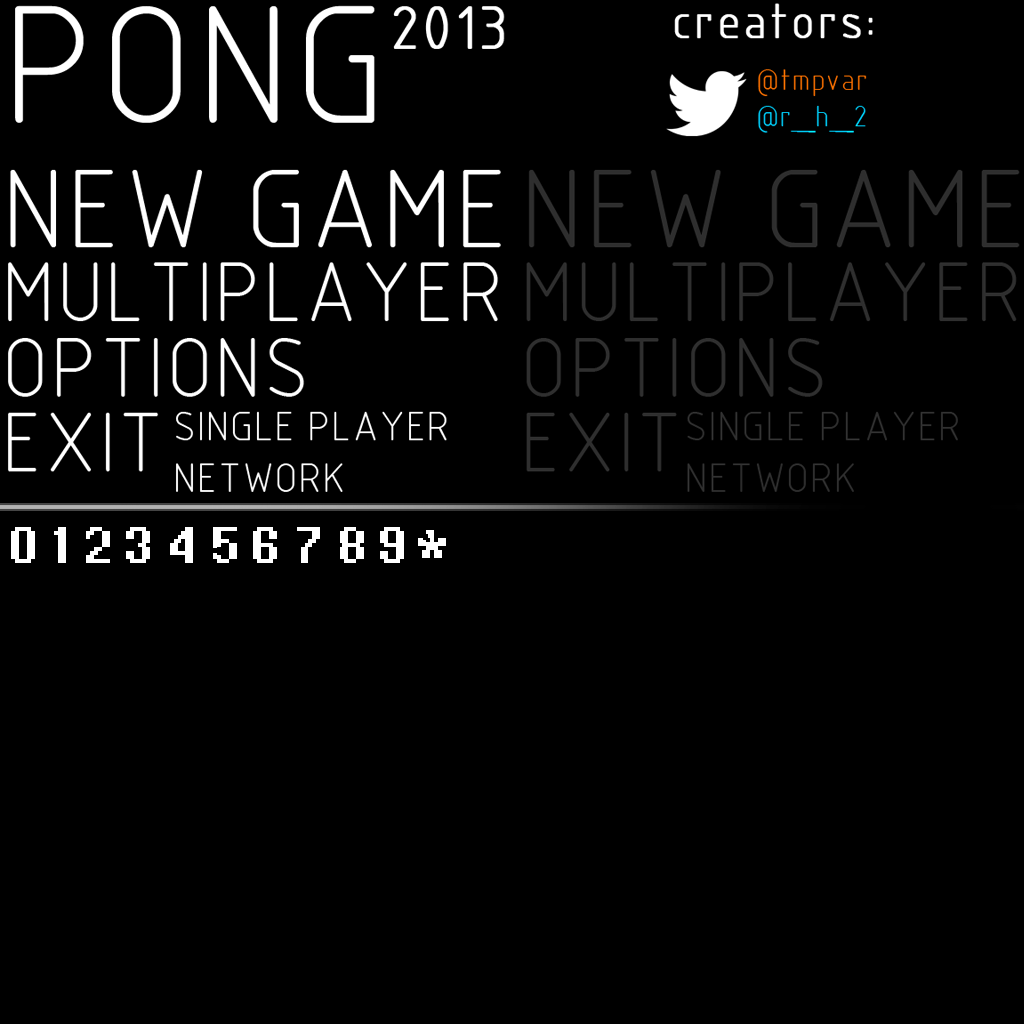 PONG 2013
creators:
@tmpvar
@r_h_2
NEW GAME NEW GAME
MULTIPLAYER MULTIPLAYER
OPTIONS OPTIONS
EXIT SINGLE PLAYER EXIT SINGLE PLAYER
NETWORK NETWORK
0123456789*